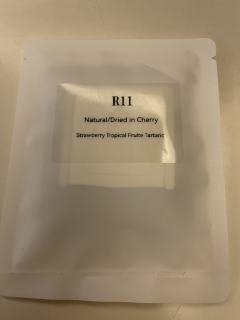 R11
Natural/Dried in Cherry
Strawberry Tropical Fruite Tartaric